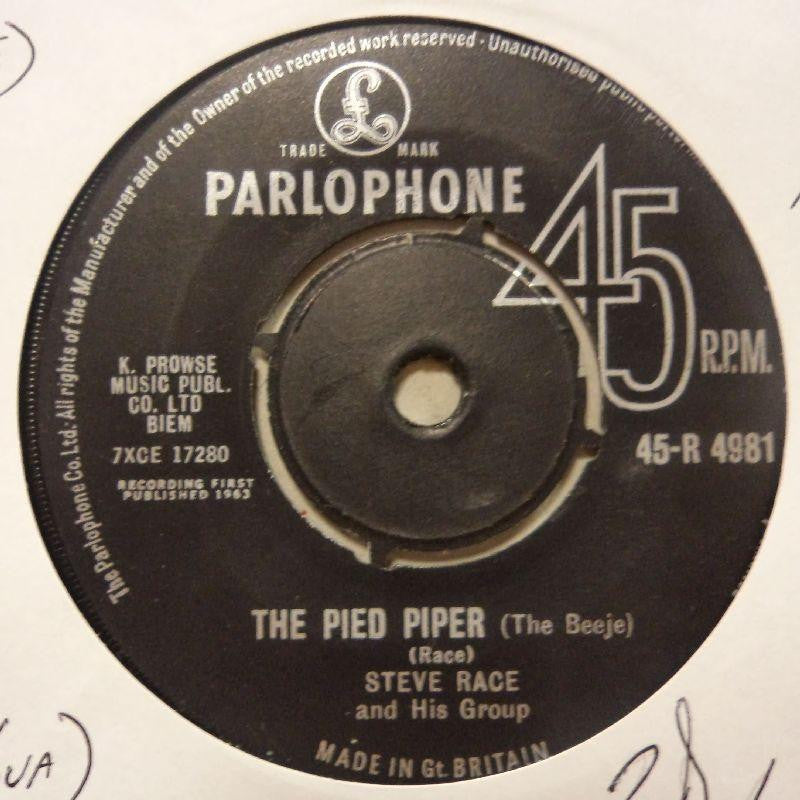 The Parlophone Co. Ltd. All rights of the Manufacturer and of the Owner of the recorded work reserved · Unauthorised public
£
TRADE MARK
PARLOPHONE
45
R.P.M.
K. PROWSE
MUSIC PUBL.
CO. LTD
BIEM
7XCE 17280
RECORDING FIRST
PUBLISHED 1963
45-R 4981
THE PIED PIPER (The Beeje)
(Race)
STEVE RACE
and His Group
MADE IN Gt. BRITAIN